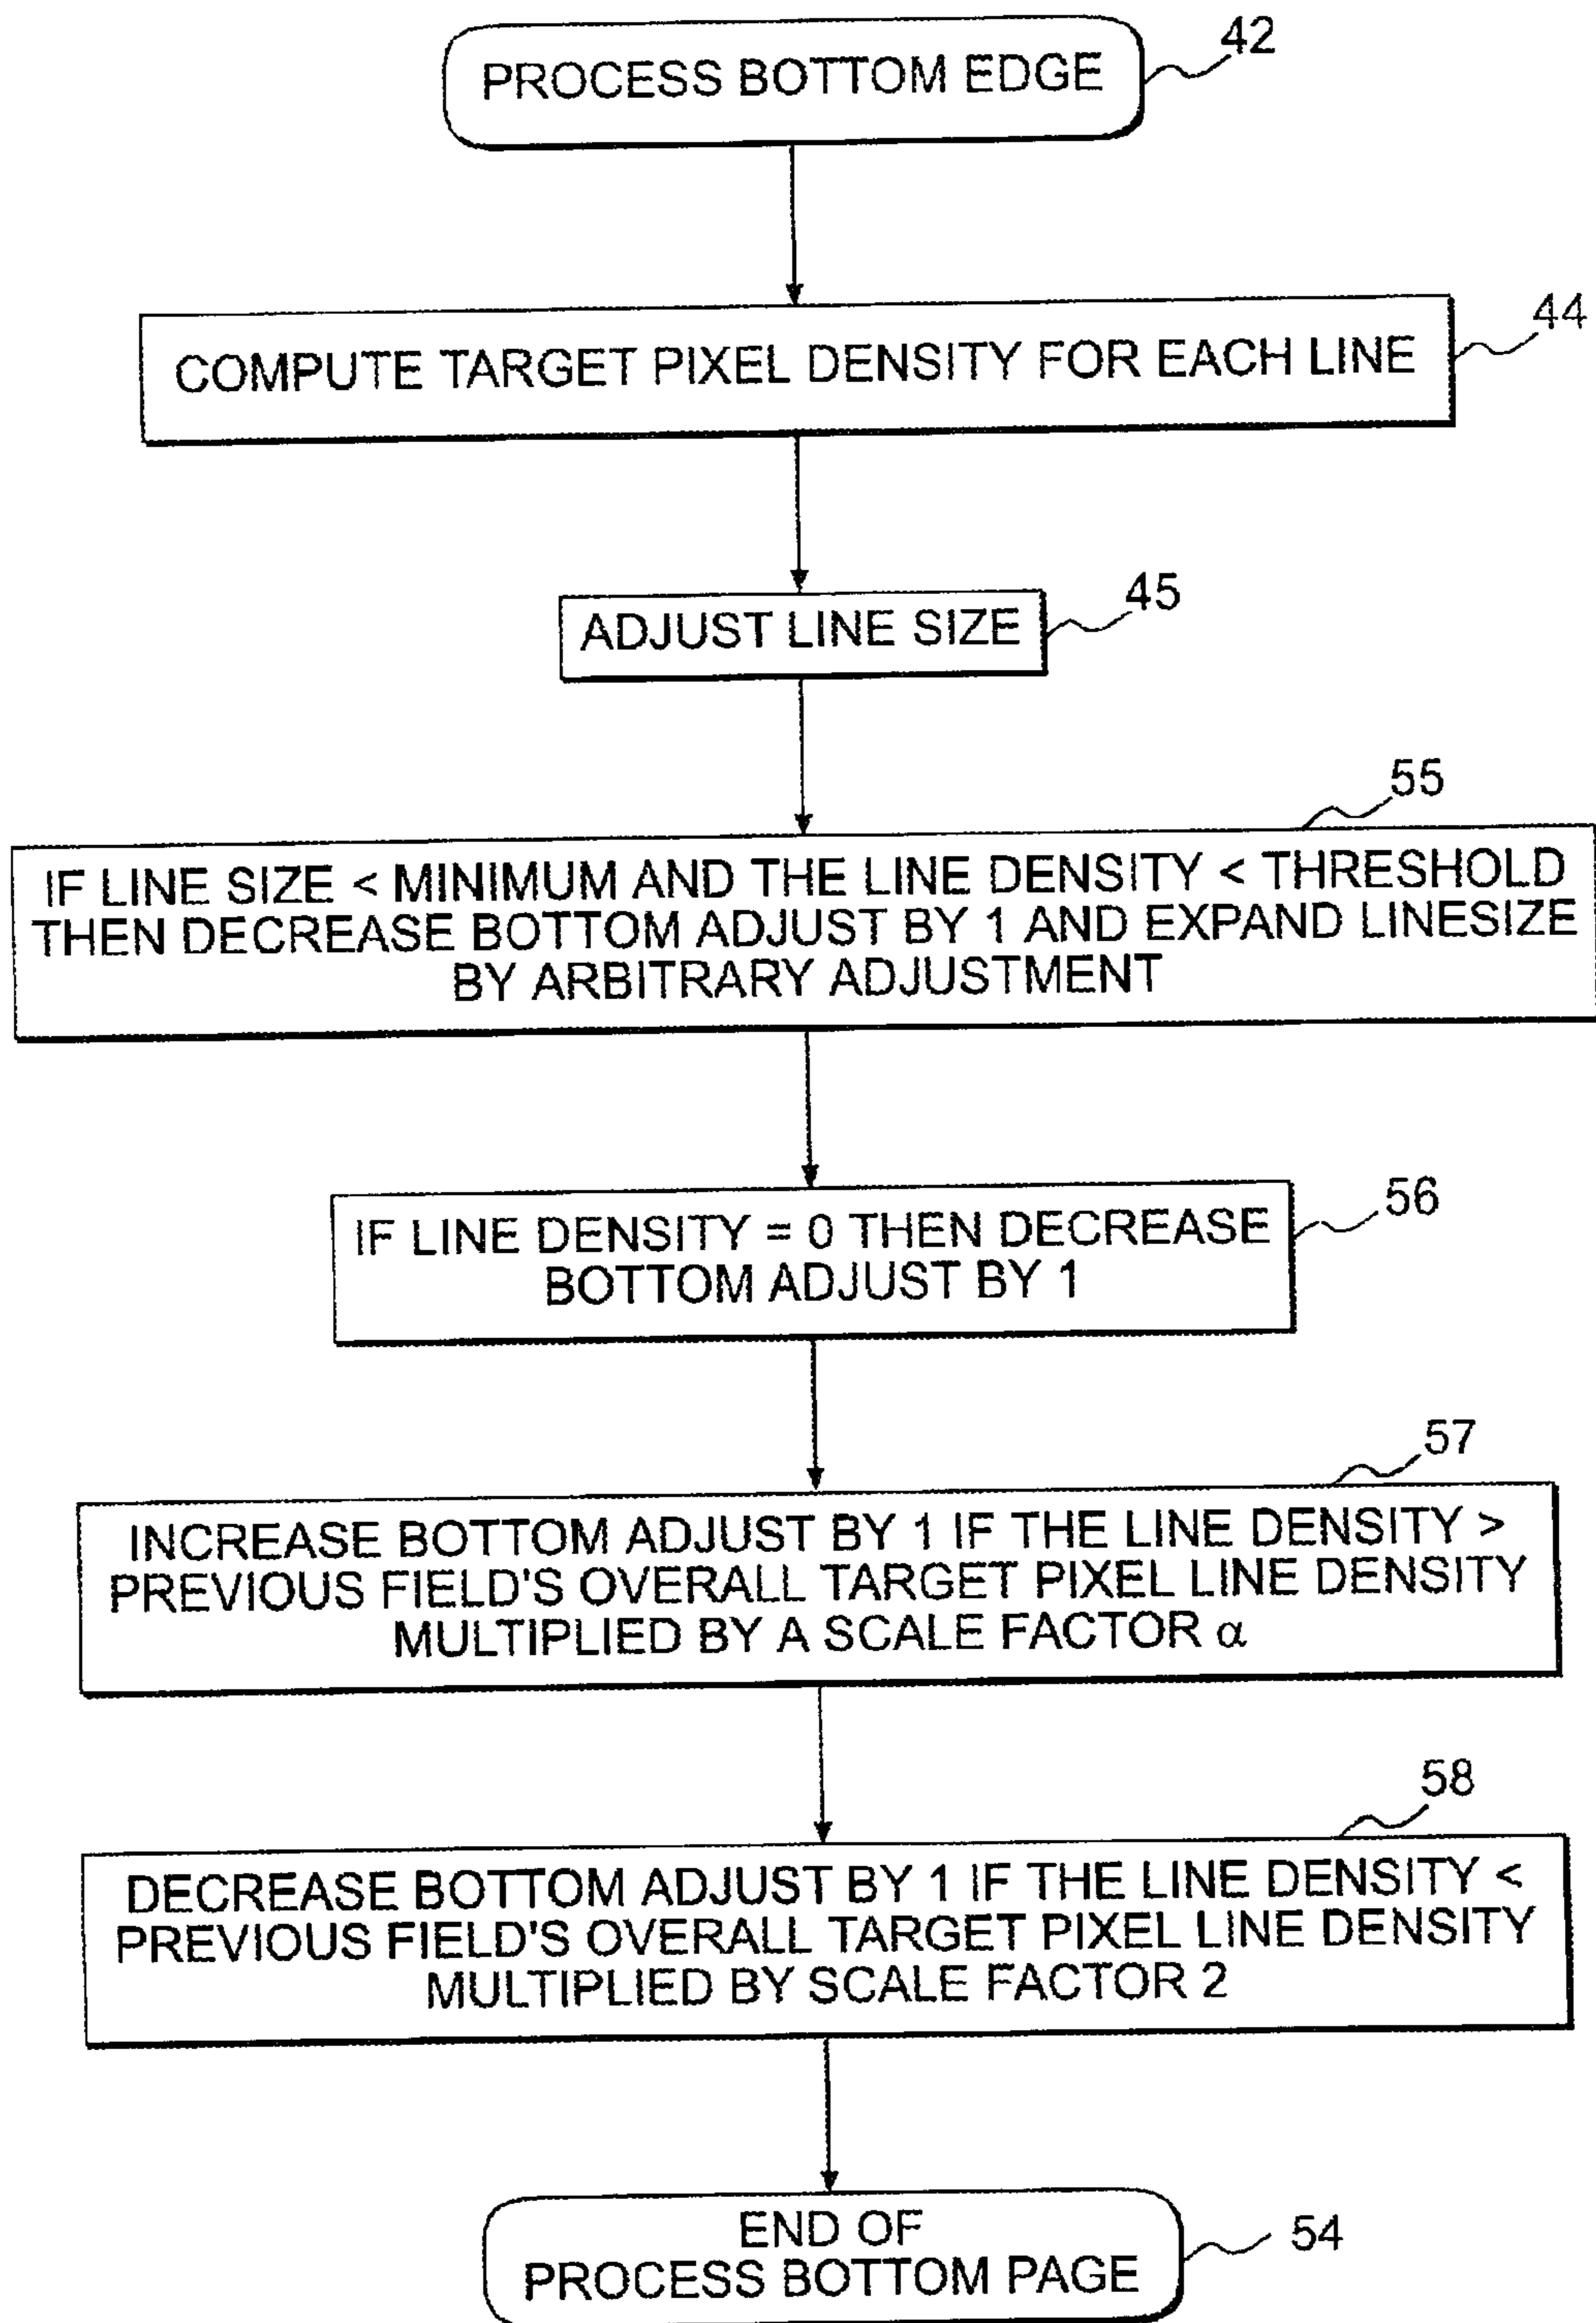 PROCESS BOTTOM EDGE
42
COMPUTE TARGET PIXEL DENSITY FOR EACH LINE
44
ADJUST LINE SIZE
45
55
IF LINE SIZE < MINIMUM AND THE LINE DENSITY < THRESHOLD
THEN DECREASE BOTTOM ADJUST BY 1 AND EXPAND LINESIZE
BY ARBITRARY ADJUSTMENT
IF LINE DENSITY = 0 THEN DECREASE
BOTTOM ADJUST BY 1
56
57
INCREASE BOTTOM ADJUST BY 1 IF THE LINE DENSITY >
PREVIOUS FIELD'S OVERALL TARGET PIXEL LINE DENSITY
MULTIPLIED BY A SCALE FACTOR α
58
DECREASE BOTTOM ADJUST BY 1 IF THE LINE DENSITY <
PREVIOUS FIELD'S OVERALL TARGET PIXEL LINE DENSITY
MULTIPLIED BY SCALE FACTOR 2
END OF
PROCESS BOTTOM PAGE
54